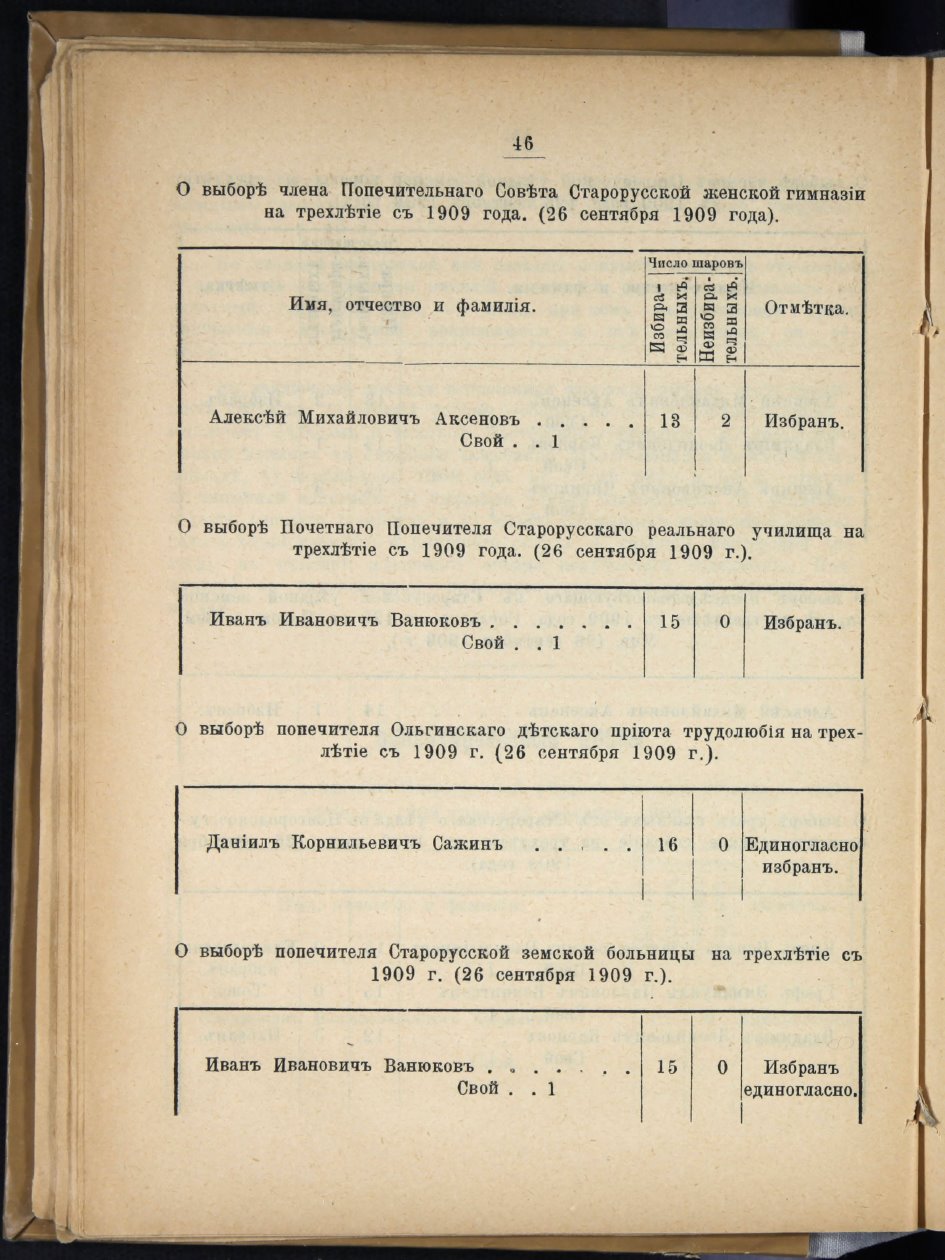 46
О выборѣ члена Попечительнаго Совѣта Старорусской женской гимназіи
на трехлѣтіе съ 1909 года. (26 сентября 1909 года).
Число шаровъ
Имя, отчество и фамилія.
Избира-
тельныхъ.
Неизбира-
тельныхъ.
Отмѣтка.
Алексѣй Михайловичъ Аксеновъ . . . . . 13 2 Избранъ.
Свой . . 1
О выборѣ Почетнаго Попечителя Старорусскаго реальнаго училища на
трехлѣтіе съ 1909 года. (26 сентября 1909 г.).
Иванъ Ивановичъ Ванюковъ . . . . . . . 15 0 Избранъ.
Свой . . 1
О выборѣ попечителя Ольгинскаго дѣтскаго пріюта трудолюбія на трех-
лѣтіе съ 1909 г. (26 сентября 1909 г.).
Даніилъ Корнильевичъ Сажинъ . . . . . 16 0 Единогласно
избранъ.
О выборѣ попечителя Старорусской земской больницы на трехлѣтіе съ
1909 г. (26 сентября 1909 г.).
Иванъ Ивановичъ Ванюковъ . . . . . . . 15 0 Избранъ
Свой . . 1 единогласно.